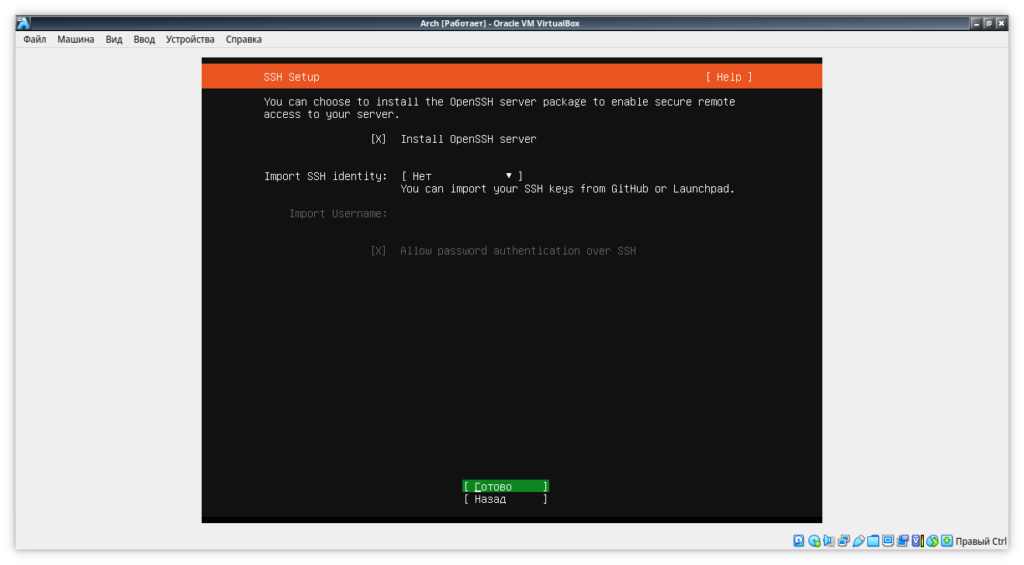 Arch [Работает] - Oracle VM VirtualBox
Файл Машина Вид Ввод Устройства Справка
SSH Setup [ Help ]
You can choose to install the OpenSSH server package to enable secure remote
access to your server.
[X] Install OpenSSH server
Import SSH identity: [ Нет ▼ ]
You can import your SSH keys from GitHub or Launchpad.
Import Username:
[X] Allow password authentication over SSH
[ Готово ]
[ Назад ]
Правый Ctrl